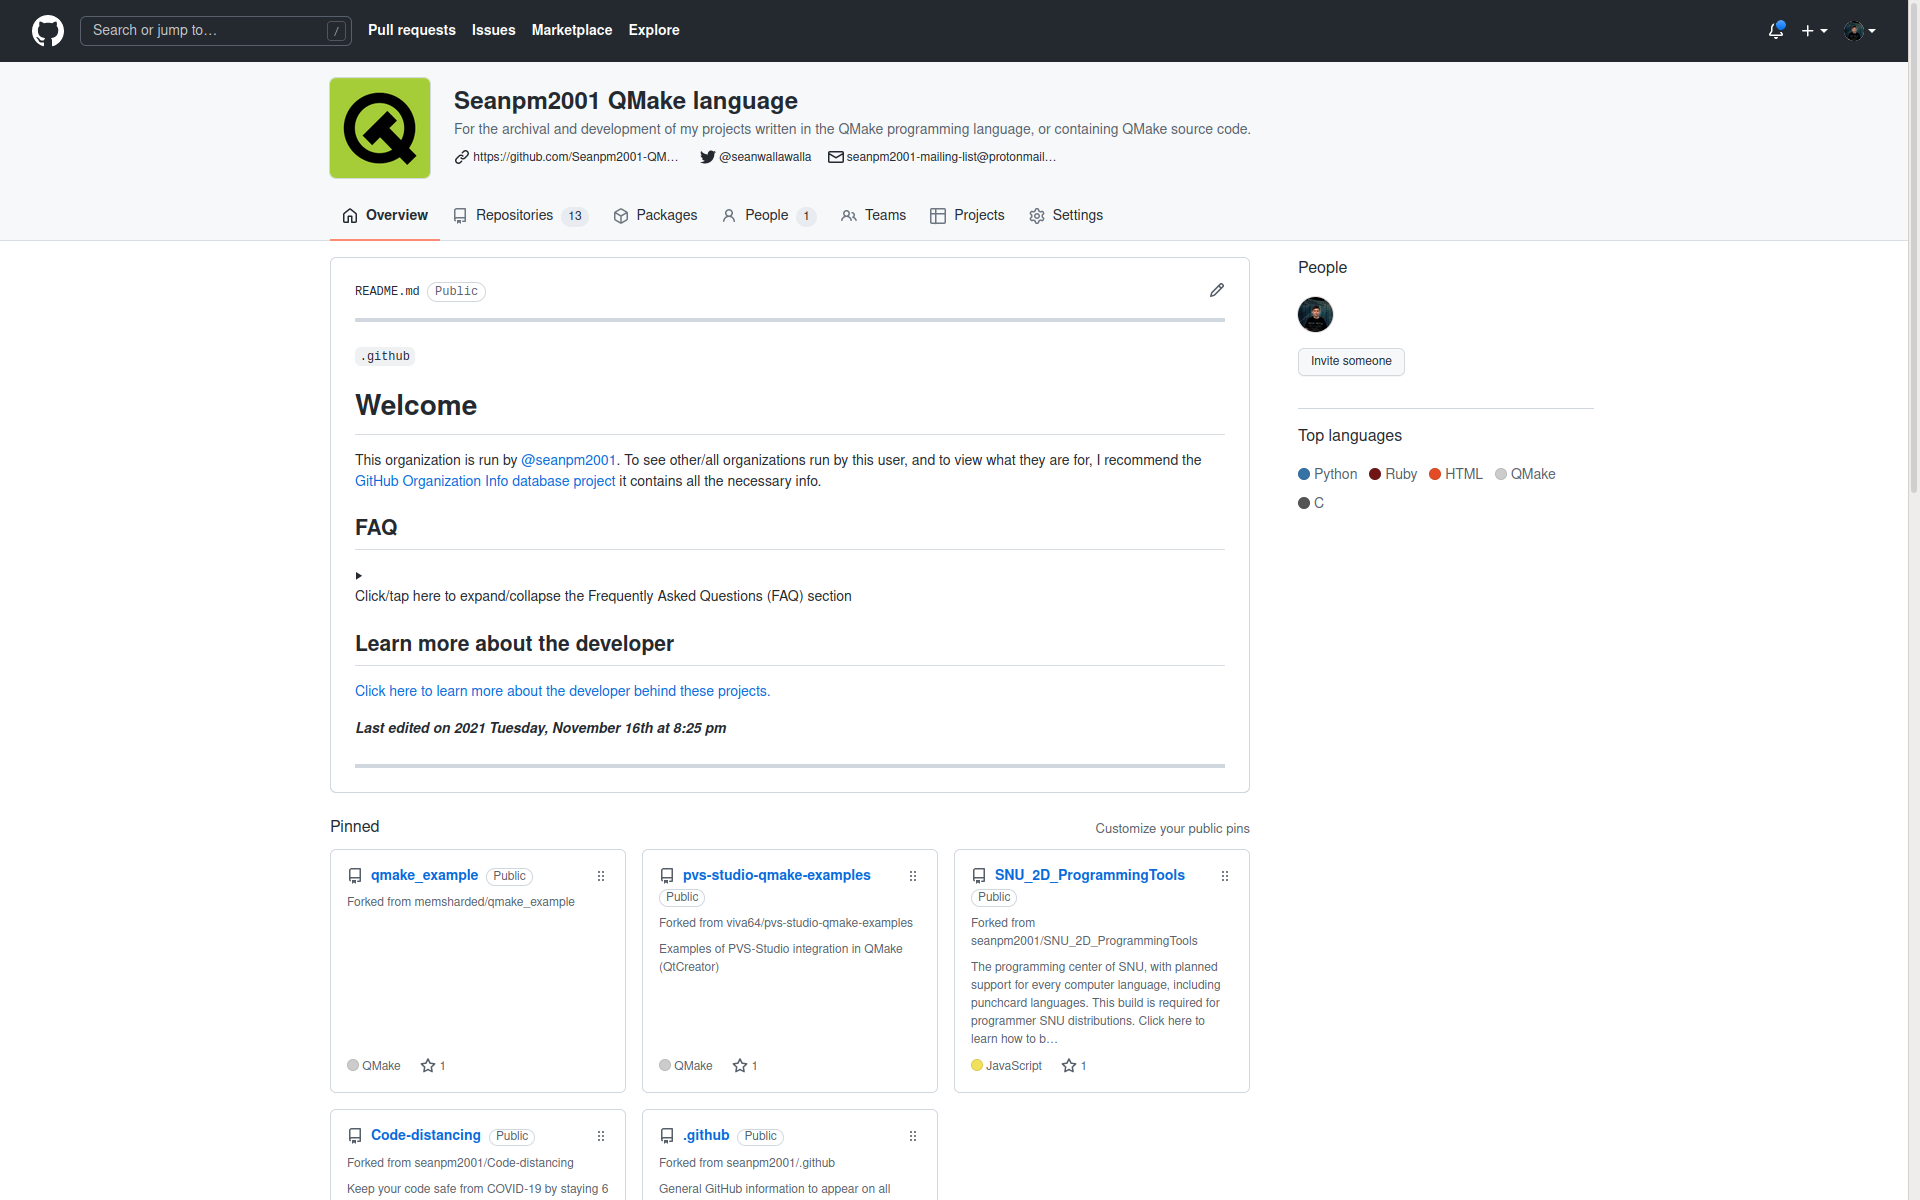 Search or jump to…
/
Pull requests
Issues
Marketplace
Explore
Seanpm2001 QMake language
For the archival and development of my projects written in the QMake programming language, or containing QMake source code.
https://github.com/Seanpm2001-QM…
@seanwallawalla
seanpm2001-mailing-list@protonmail…
Overview
Repositories 13
Packages
People 1
Teams
Projects
Settings
README.md Public
.github
Welcome
This organization is run by @seanpm2001. To see other/all organizations run by this user, and to view what they are for, I recommend the
GitHub Organization Info database project it contains all the necessary info.
FAQ
Click/tap here to expand/collapse the Frequently Asked Questions (FAQ) section
Learn more about the developer
Click here to learn more about the developer behind these projects.
Last edited on 2021 Tuesday, November 16th at 8:25 pm
People
Invite someone
Top languages
Python Ruby HTML QMake
C
Pinned
Customize your public pins
qmake_example Public
Forked from memsharded/qmake_example
QMake 1
pvs-studio-qmake-examples
Public
Forked from viva64/pvs-studio-qmake-examples
Examples of PVS-Studio integration in QMake
(QtCreator)
QMake 1
SNU_2D_ProgrammingTools
Public
Forked from
seanpm2001/SNU_2D_ProgrammingTools
The programming center of SNU, with planned
support for every computer language, including
punchcard languages. This build is required for
programmer SNU distributions. Click here to
learn how to b…
JavaScript 1
Code-distancing Public
Forked from seanpm2001/Code-distancing
Keep your code safe from COVID-19 by staying 6
.github Public
Forked from seanpm2001/.github
General GitHub information to appear on all